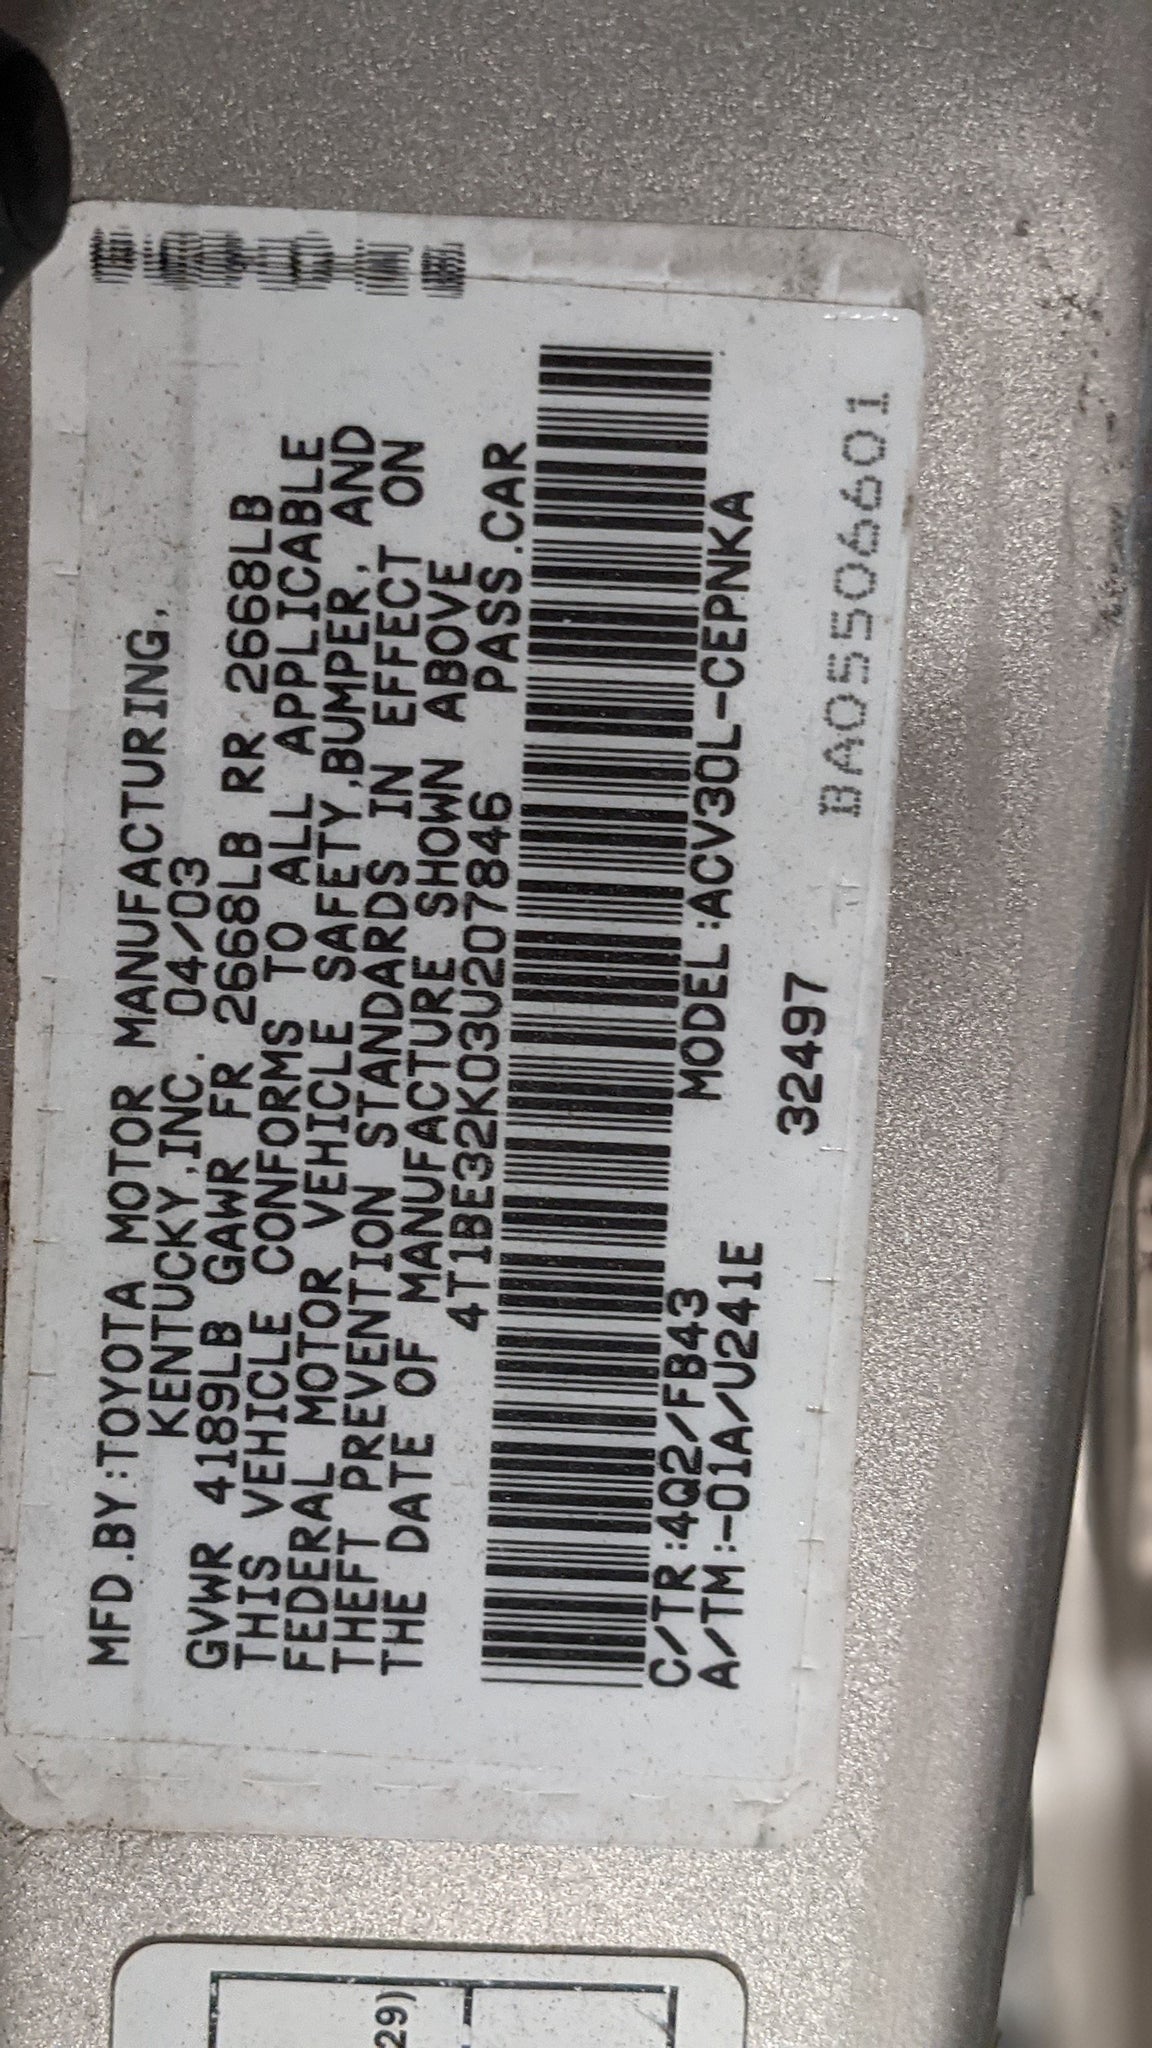 MFD.BY:TOYOTA MOTOR MANUFACTURING,
KENTUCKY,INC. 04/03
GVWR 4189LB GAWR FR 2668LB RR 2668LB
THIS VEHICLE CONFORMS TO ALL APPLICABLE
FEDERAL MOTOR VEHICLE SAFETY,BUMPER, AND
THEFT PREVENTION STANDARDS IN EFFECT ON
THE DATE OF MANUFACTURE SHOWN ABOVE
4T1BE32K03U207846 PASS.CAR
C/TR:4Q2/FB43 MODEL:ACV30L-CEPNKA
A/TM:-01A/U241E
32497
BA05506601
29)